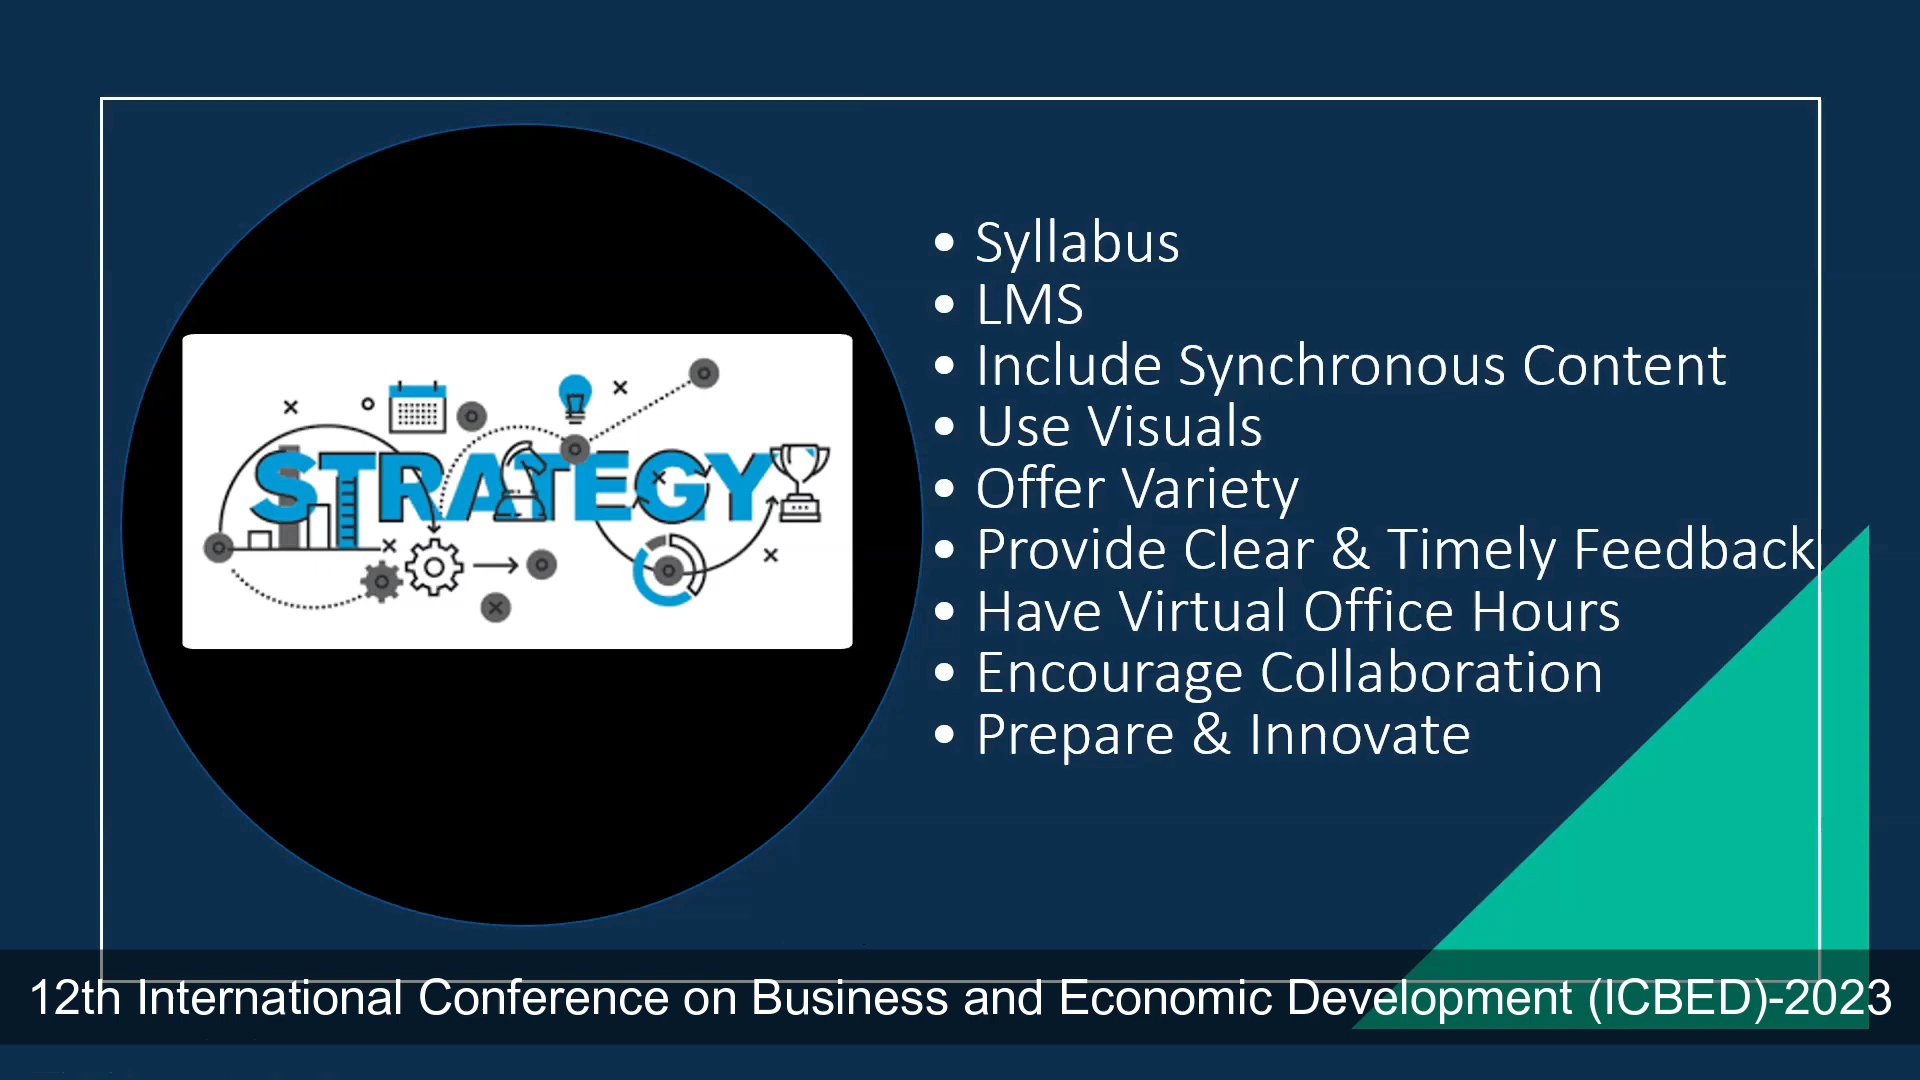 STRATEGY
• Syllabus
• LMS
• Include Synchronous Content
• Use Visuals
• Offer Variety
• Provide Clear & Timely Feedback
• Have Virtual Office Hours
• Encourage Collaboration
• Prepare & Innovate
12th International Conference on Business and Economic Development (ICBED)-2023